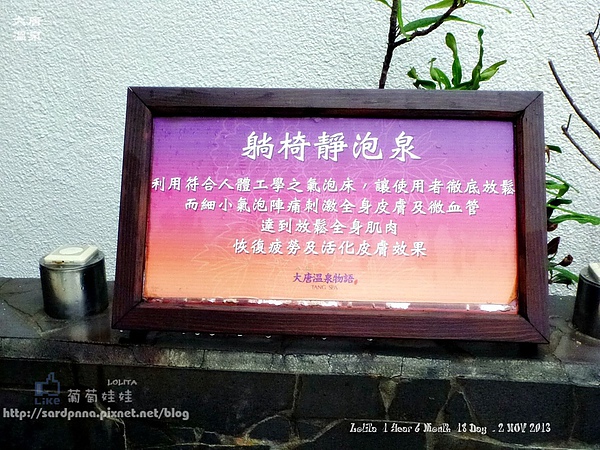 大唐
溫泉
躺椅靜泡泉
利用符合人體工學之氣泡床，讓使用者徹底放鬆
而細小氣泡陣痛刺激全身皮膚及微血管
達到放鬆全身肌肉
恢復疲勞及活化皮膚效果
大唐溫泉物語
TANG SPA
LOLITA
LIKE 葡萄娃娃
http://sardpnna.pixnet.net/blog
Lolita 1 Year 6 Month 18 Day . 2 NOV 2013